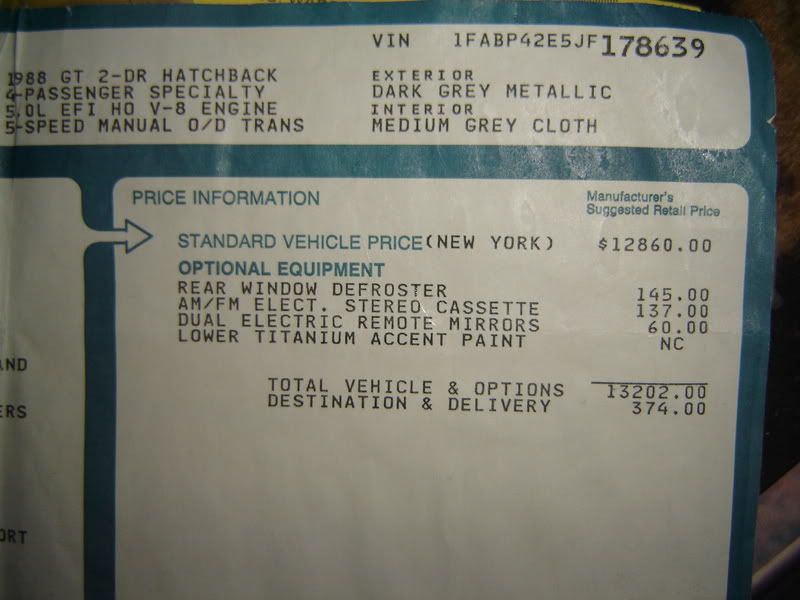 VIN 1FABP42E5JF178639
1988 GT 2-DR HATCHBACK EXTERIOR
4-PASSENGER SPECIALTY DARK GREY METALLIC
5.0L EFI HO V-8 ENGINE INTERIOR
5-SPEED MANUAL O/D TRANS MEDIUM GREY CLOTH
PRICE INFORMATION Manufacturer's
Suggested Retail Price
STANDARD VEHICLE PRICE (NEW YORK) $12860.00
OPTIONAL EQUIPMENT
REAR WINDOW DEFROSTER 145.00
AM/FM ELECT. STEREO CASSETTE 137.00
DUAL ELECTRIC REMOTE MIRRORS 60.00
LOWER TITANIUM ACCENT PAINT NC
AND
TOTAL VEHICLE & OPTIONS 13202.00
DESTINATION & DELIVERY 374.00
ERS
ORT